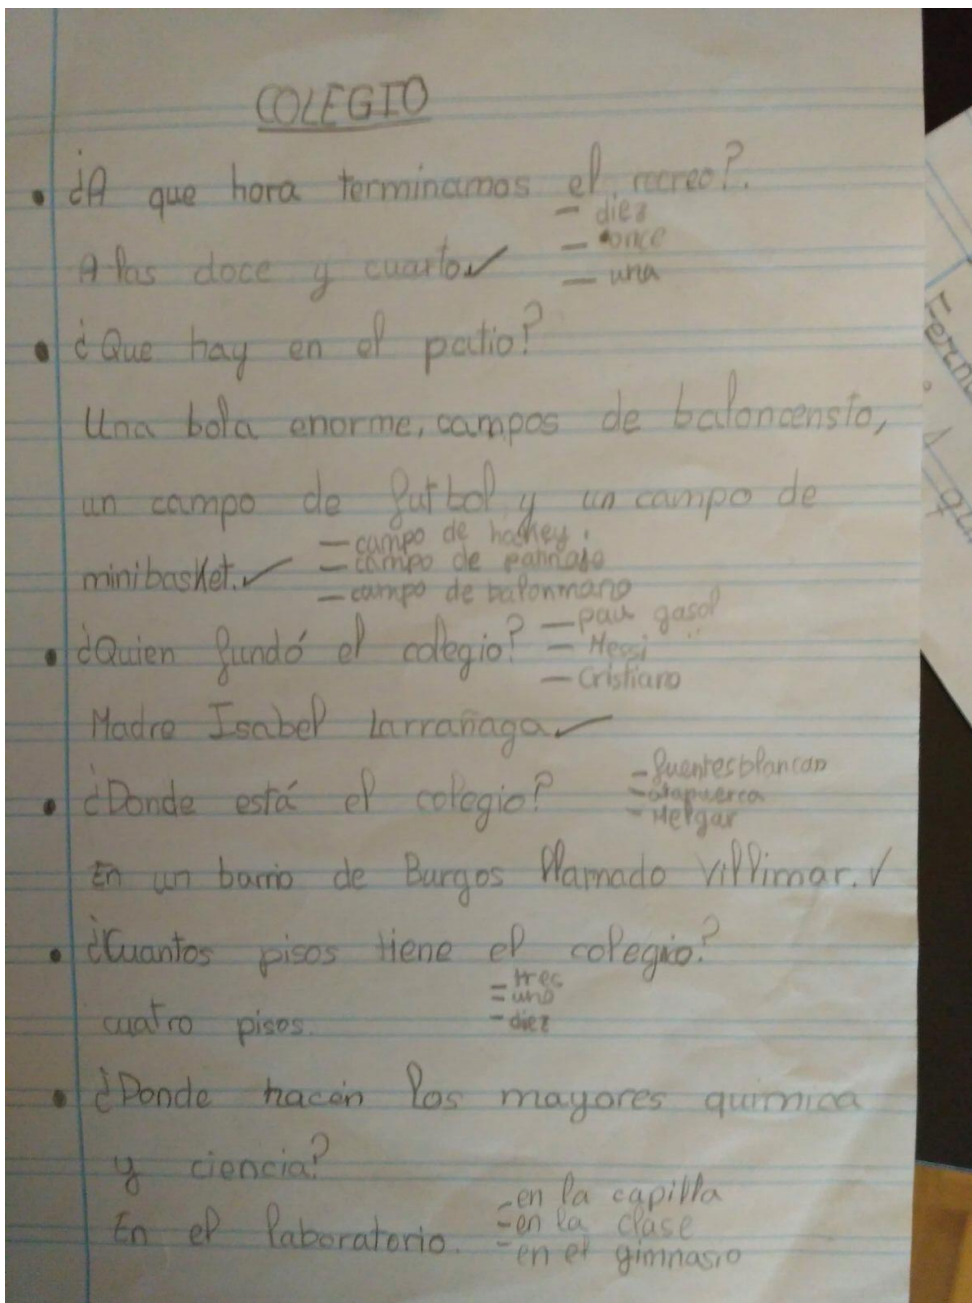 COLEGIO
• ¿A que hora terminamos el recreo?.
— diez
— once
A las doce y cuarto✓
— una
• ¿Que hay en el patio?
Una bola enorme, campos de baloncensto,
un campo de futbol y un campo de
— campo de hockey.
minibasket.✓
— campo de
— campo de balonmano
— pau gasol
• ¿Quien fundó el colegio?
— Messi
— Cristiano
Madre Isabel Larrañaga✓
— fuentesblancas
• ¿Donde está el colegio?
- atapuerca
- Melgar
En un barrio de Burgos llamado Villimar.✓
• ¿Cuantos pisos tiene el colegio?
- tres
- uno
cuatro pisos.
- diez
• ¿Donde hacen los mayores quimica
y ciencia?
- en la capilla
En el laboratorio.
- en la clase
- en el gimnasio
Fern